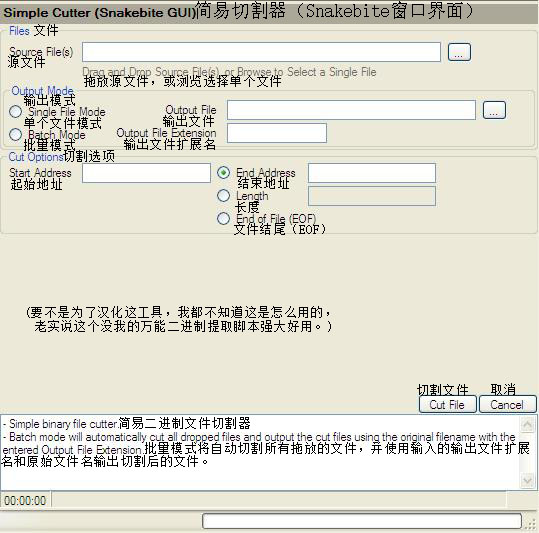 Simple Cutter (Snakebite GUI)简易切割器（Snakebite窗口界面）
Files 文件
Source File(s)
源文件
...
Drag and Drop Source File(s), or Browse to Select a Single File
拖放源文件，或浏览选择单个文件
Output Mode
输出模式
Single File Mode
单个文件模式
Output File
输出文件
...
Batch Mode
批量模式
Output File Extension
输出文件扩展名
Cut Options切割选项
Start Address
起始地址
End Address
结束地址
Length
长度
End of File (EOF)
文件结尾（EOF）
(要不是为了汉化这工具，我都不知道这是怎么用的，
老实说这个没我的万能二进制提取脚本强大好用。)
切割文件 取消
Cut File Cancel
- Simple binary file cutter.简易二进制文件切割器
- Batch mode will automatically cut all dropped files and output the cut files using the original filename with the
entered Output File Extension.批量模式将自动切割所有拖放的文件，并使用输入的输出文件扩展
名和原始文件名输出切割后的文件。
00:00:00